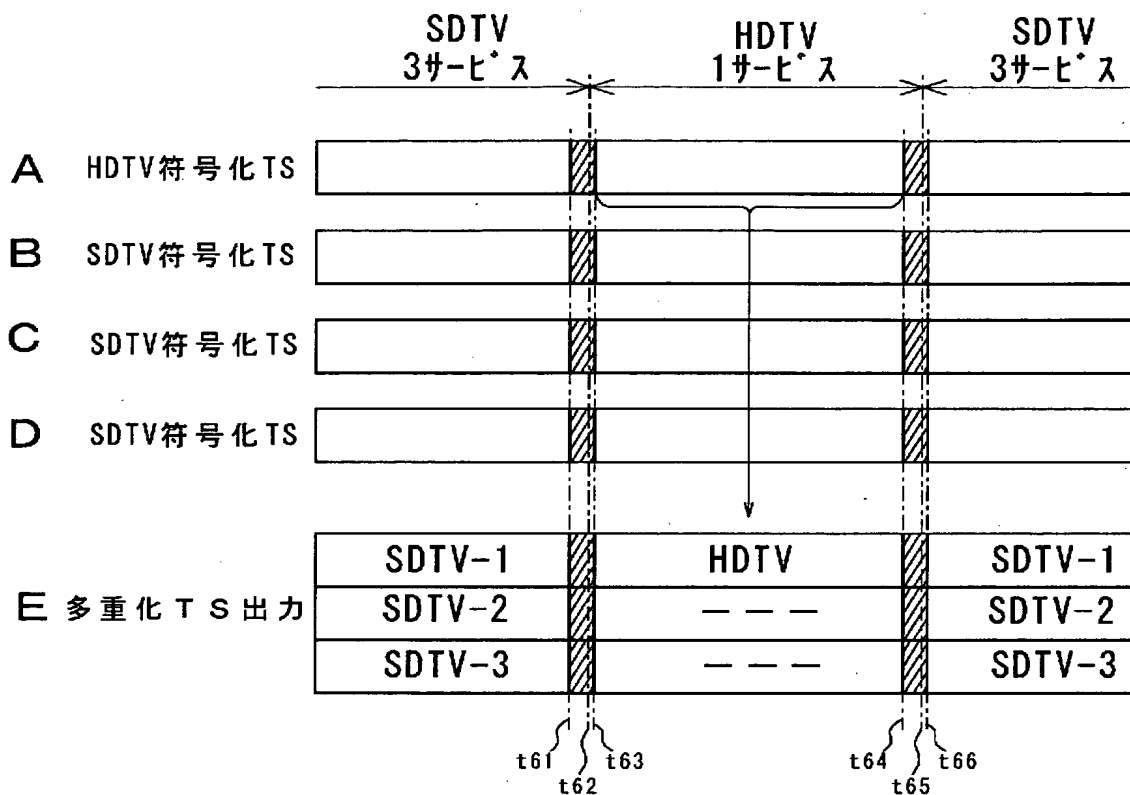 SDTV
3サービス
HDTV
1サービス
SDTV
3サービス
A HDTV符号化TS
B SDTV符号化TS
C SDTV符号化TS
D SDTV符号化TS
E 多重化TS出力
SDTV-1 HDTV SDTV-1
SDTV-2 --- SDTV-2
SDTV-3 --- SDTV-3
t61 t63 t64 t66
t62 t65